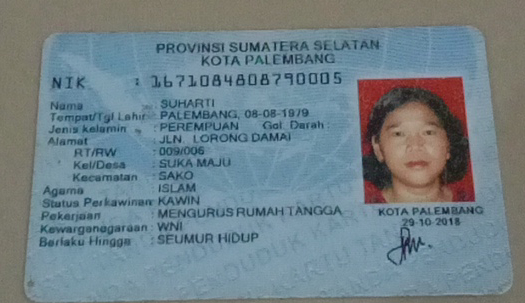 PROVINSI SUMATERA SELATAN
KOTA PALEMBANG
NIK : 1671084808790005
Nama : SUHARTI
Tempat/Tgl Lahir : PALEMBANG, 08-08-1979
Jenis kelamin : PEREMPUAN Gol. Darah :
Alamat : JLN. LORONG DAMAI
RT/RW : 009/006
Kel/Desa : SUKA MAJU
Kecamatan : SAKO
Agama : ISLAM
Status Perkawinan: KAWIN
Pekerjaan : MENGURUS RUMAH TANGGA
Kewarganegaraan : WNI
Berlaku Hingga : SEUMUR HIDUP
KOTA PALEMBANG
29-10-2018